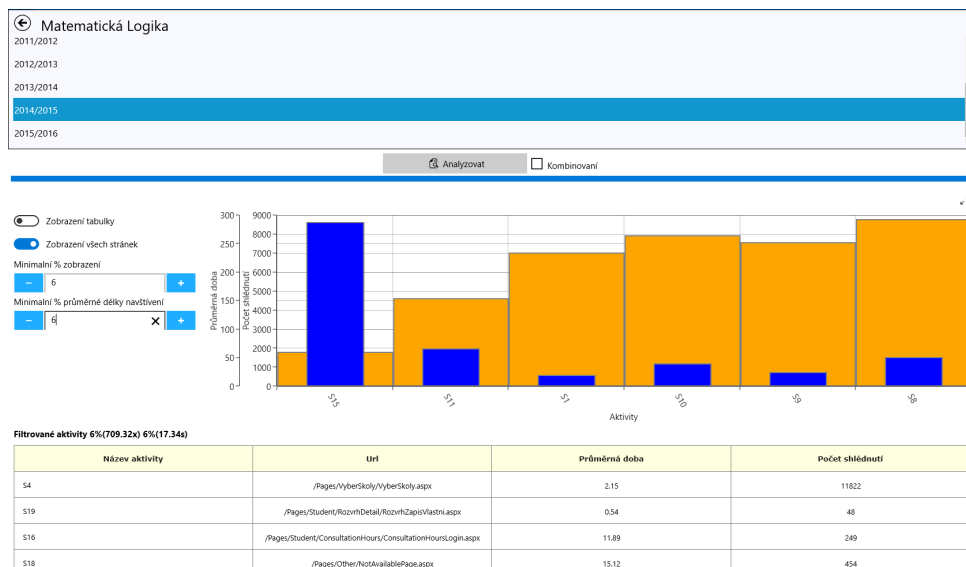 Matematická Logika
2011/2012
2012/2013
2013/2014
2014/2015
2015/2016
Analyzovat
Kombinovaní
Zobrazení tabulky
Zobrazení všech stránek
Minimalní % zobrazení
6
Minimalní % průměrné délky navštívení
6
Průměrná doba
300
250
200
150
100
50
0
Počet shlédnutí
9000
8000
7000
6000
5000
4000
3000
2000
1000
0
S15
S11
S1
S10
S9
S8
Aktivity
Filtrované aktivity 6%(709.32x) 6%(17.34s)
Název aktivity Url Průměrná doba Počet shlédnutí
S4 /Pages/VyberSkoly/VyberSkoly.aspx 2.15 11822
S19 /Pages/Student/RozvrhDetail/RozvrhZapisVlastni.aspx 0.54 48
S16 /Pages/Student/ConsultationHours/ConsultationHoursLogin.aspx 11.89 249
S18 /Pages/Other/NotAvailablePage.aspx 15.12 454